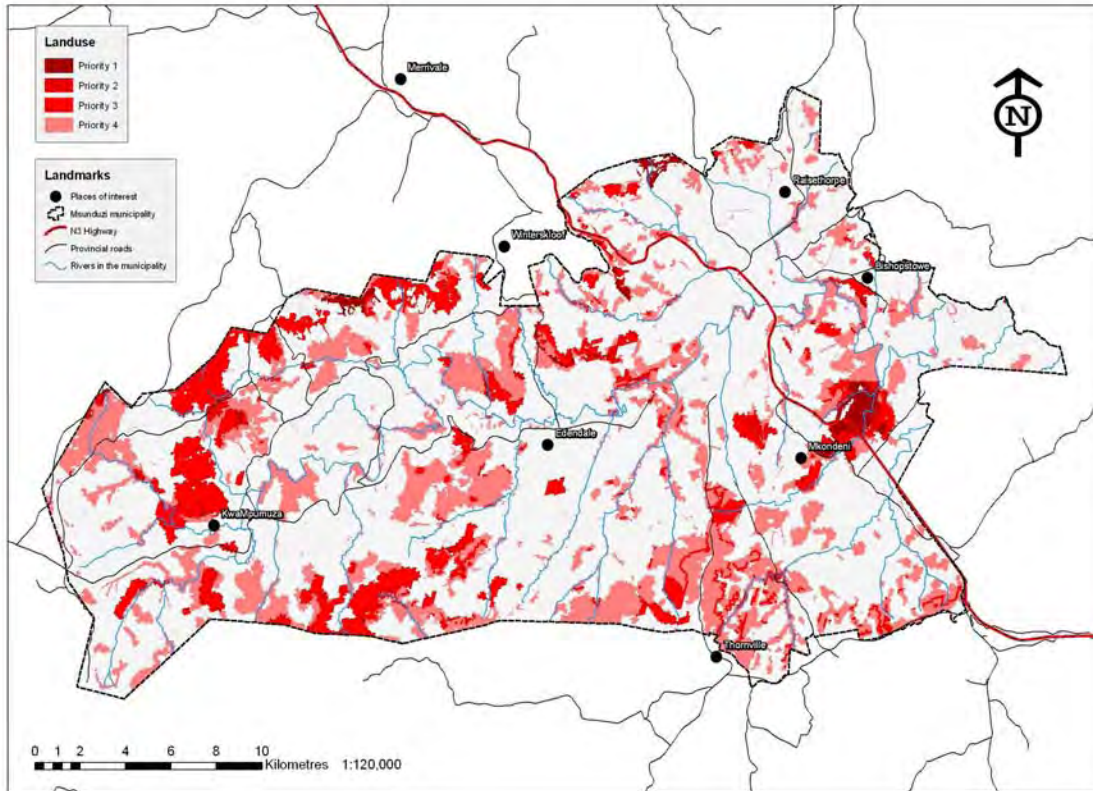 Landuse
Priority 1
Priority 2
Priority 3
Priority 4
Landmarks
Places of interest
Msunduzi municipality
N3 Highway
Provincial roads
Rivers in the municipality
Merrivale
N
Raisethorpe
Winterskloof
Bishopstowe
Edendale
Mkondeni
KwaMpumuza
Thornville
0 1 2 4 6 8 10
Kilometres 1:120,000